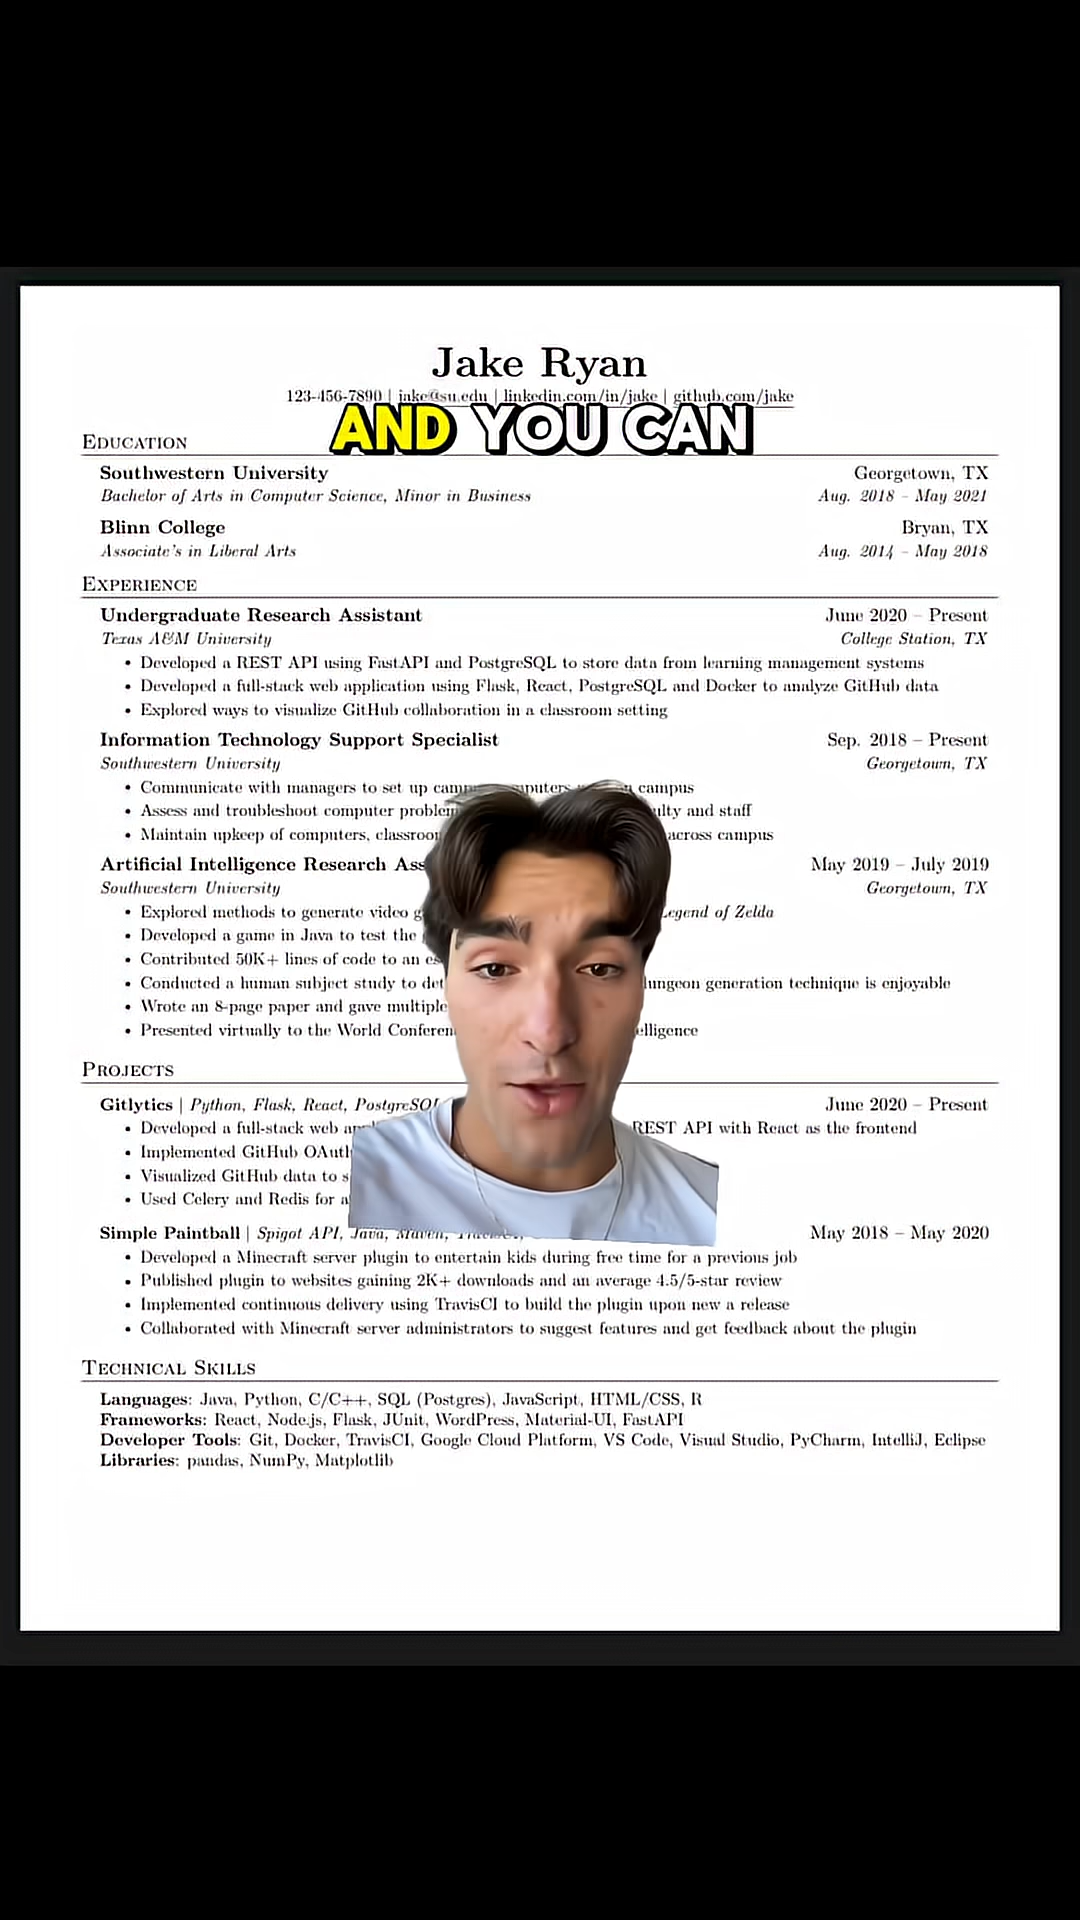 Jake Ryan
123-456-7890 | jake@su.edu | linkedin.com/in/jake | github.com/jake
AND YOU CAN
EDUCATION
Southwestern University Georgetown, TX
Bachelor of Arts in Computer Science, Minor in Business Aug. 2018 – May 2021
Blinn College Bryan, TX
Associate's in Liberal Arts Aug. 2014 – May 2018
EXPERIENCE
Undergraduate Research Assistant June 2020 – Present
Texas A&M University College Station, TX
• Developed a REST API using FastAPI and PostgreSQL to store data from learning management systems
• Developed a full-stack web application using Flask, React, PostgreSQL and Docker to analyze GitHub data
• Explored ways to visualize GitHub collaboration in a classroom setting
Information Technology Support Specialist Sep. 2018 – Present
Southwestern University Georgetown, TX
• Communicate with managers to set up campus computers campus
• Assess and troubleshoot computer and staff
• Maintain upkeep of computers, across campus
Artificial Intelligence Research May 2019 – July 2019
Southwestern University Georgetown, TX
• Explored methods to generate video Legend of Zelda
• Developed a game in Java to test the
• Contributed 50K+ lines of code to an
• Conducted a human subject study to dungeon generation technique is enjoyable
• Wrote an 8-page paper and gave multiple
• Presented virtually to the World
PROJECTS
Gitlytics | Python, Flask, React, June 2020 – Present
• Developed a full-stack web REST API with React as the frontend
• Implemented GitHub
• Visualized GitHub data to
• Used Celery and Redis for
Simple Paintball | Spigot API, Java, Maven, May 2018 – May 2020
• Developed a Minecraft server plugin to entertain kids during free time for a previous job
• Published plugin to websites gaining 2K+ downloads and an average 4.5/5-star review
• Implemented continuous delivery using TravisCI to build the plugin upon new a release
• Collaborated with Minecraft server administrators to suggest features and get feedback about the plugin
TECHNICAL SKILLS
Languages: Java, Python, C/C++, SQL (Postgres), JavaScript, HTML/CSS, R
Frameworks: React, Node.js, Flask, JUnit, WordPress, Material-UI, FastAPI
Developer Tools: Git, Docker, TravisCI, Google Cloud Platform, VS Code, Visual Studio, PyCharm, IntelliJ, Eclipse
Libraries: pandas, NumPy, Matplotlib